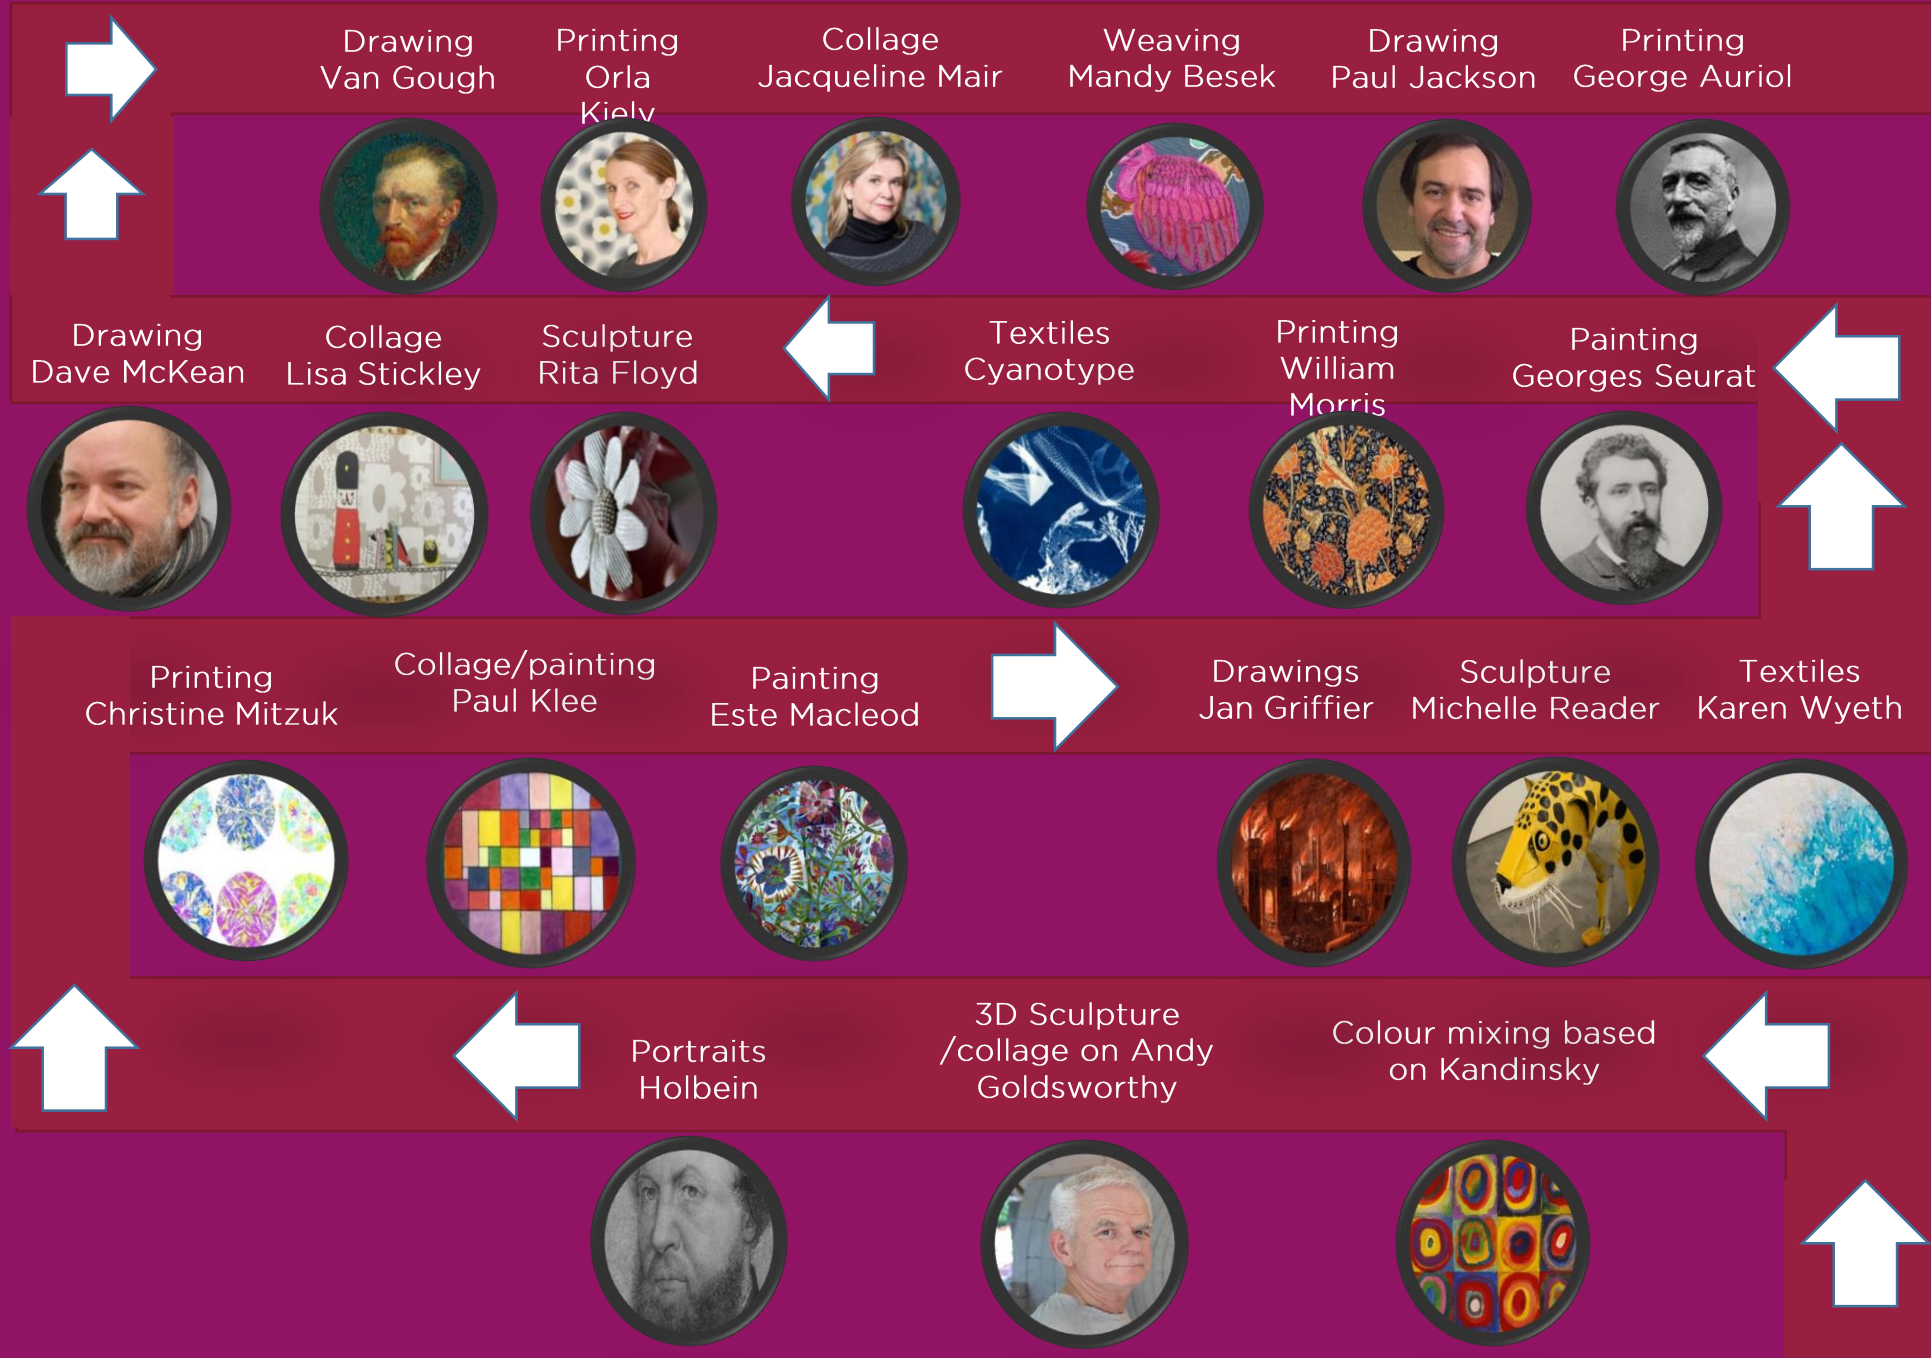 Drawing
Van Gough
Printing
Orla
Kiely
Collage
Jacqueline Mair
Weaving
Mandy Besek
Drawing
Paul Jackson
Printing
George Auriol
Drawing
Dave McKean
Collage
Lisa Stickley
Sculpture
Rita Floyd
Textiles
Cyanotype
Printing
William
Morris
Painting
Georges Seurat
Printing
Christine Mitzuk
Collage/painting
Paul Klee
Painting
Este Macleod
Drawings
Jan Griffier
Sculpture
Michelle Reader
Textiles
Karen Wyeth
Portraits
Holbein
3D Sculpture
/collage on Andy
Goldsworthy
Colour mixing based
on Kandinsky